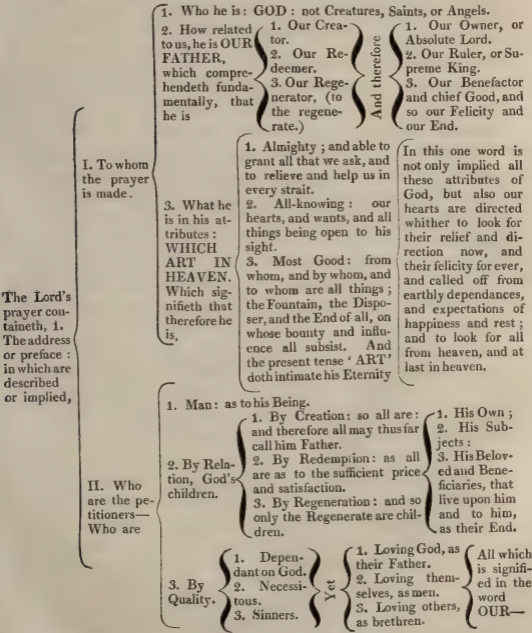 The Lord's
prayer con-
taineth, 1.
The address
or preface :
in which are
described
or implied,
I. To whom
the prayer
is made.
1. Who he is: GOD: not Creatures, Saints, or Angels.
2. How related
to us, he is OUR
FATHER,
which compre-
hendeth funda-
mentally, that
he is
1. Our Crea-
tor.
2. Our Re-
deemer.
3. Our Rege-
nerator, (to
the regene-
rate.)
And therefore
1. Our Owner, or
Absolute Lord.
2. Our Ruler, or Su-
preme King.
3. Our Benefactor
and chief Good, and
so our Felicity and
our End.
3. What he
is in his at-
tributes :
WHICH
ART IN
HEAVEN.
Which sig-
nifieth that
therefore he
is,
1. Almighty ; and able to
grant all that we ask, and
to relieve and help us in
every strait.
2. All-knowing : our
hearts, and wants, and all
things being open to his
sight.
3. Most Good: from
whom, and by whom, and
to whom are all things ;
the Fountain, the Dispo-
ser, and the End of all, on
whose bounty and influ-
ence all subsist. And
the present tense ' ART'
doth intimate his Eternity
In this one word is
not only implied all
these attributes of
God, but also our
hearts are directed
whither to look for
their relief and di-
rection now, and
their felicity for ever,
and called off from
earthly dependances,
and expectations of
happiness and rest ;
and to look for all
from heaven, and at
last in heaven.
II. Who
are the pe-
titioners—
Who are
1. Man: as to his Being.
2. By Rela-
tion, God's
children.
1. By Creation: so all are:
and therefore all may thus far
call him Father.
2. By Redemption: as all
are as to the sufficient price
and satisfaction.
3. By Regeneration: and so
only the Regenerate are chil-
dren.
1. His Own ;
2. His Sub-
jects :
3. His Belov-
ed and Bene-
ficiaries, that
live upon him
and to him,
as their End.
3. By
Quality.
1. Depen-
dant on God.
2. Necessi-
tous.
3. Sinners.
Yet
1. Loving God, as
their Father.
2. Loving them-
selves, as men.
3. Loving others,
as brethren.
All which
is signifi-
ed in the
word
OUR—